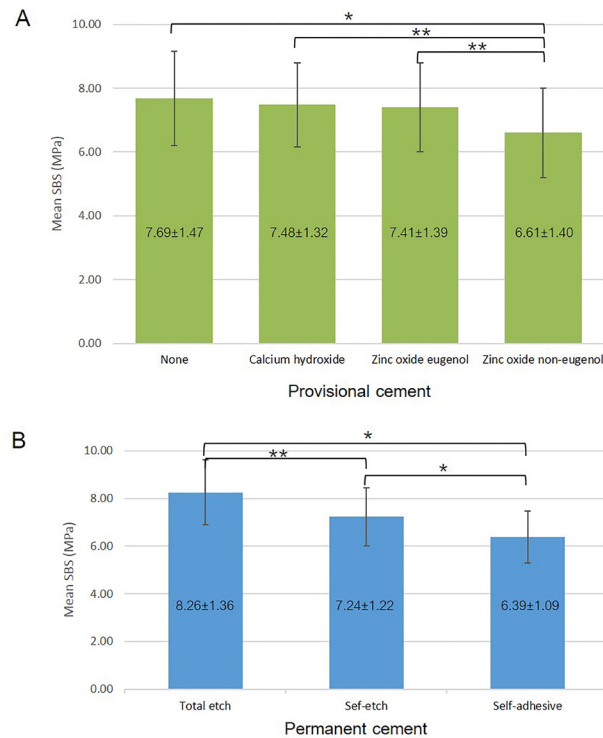 A
10.00
*
**
**
8.00
6.00
4.00
2.00
0.00
Mean SBS (MPa)
7.69±1.47
7.48±1.32
7.41±1.39
6.61±1.40
None
Calcium hydroxide
Zinc oxide eugenol
Zinc oxide non-eugenol
Provisional cement
B
10.00
*
**
*
8.00
6.00
4.00
2.00
0.00
Mean SBS (MPa)
8.26±1.36
7.24±1.22
6.39±1.09
Total etch
Sef-etch
Self-adhesive
Permanent cement